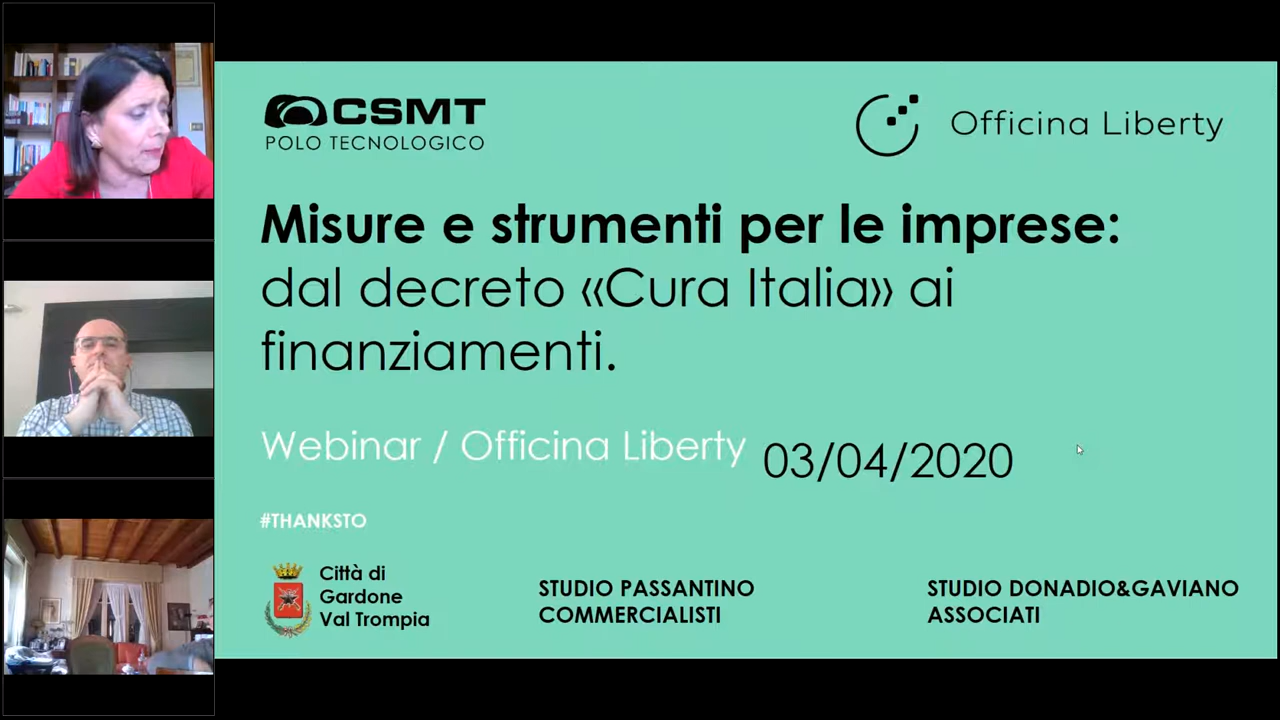 CSMT
POLO TECNOLOGICO
Officina Liberty
Misure e strumenti per le imprese:
dal decreto «Cura Italia» ai
finanziamenti.
Webinar / Officina Liberty
03/04/2020
#THANKSTO
Città di
Gardone
Val Trompia
STUDIO PASSANTINO
COMMERCIALISTI
STUDIO DONADIO&GAVIANO
ASSOCIATI